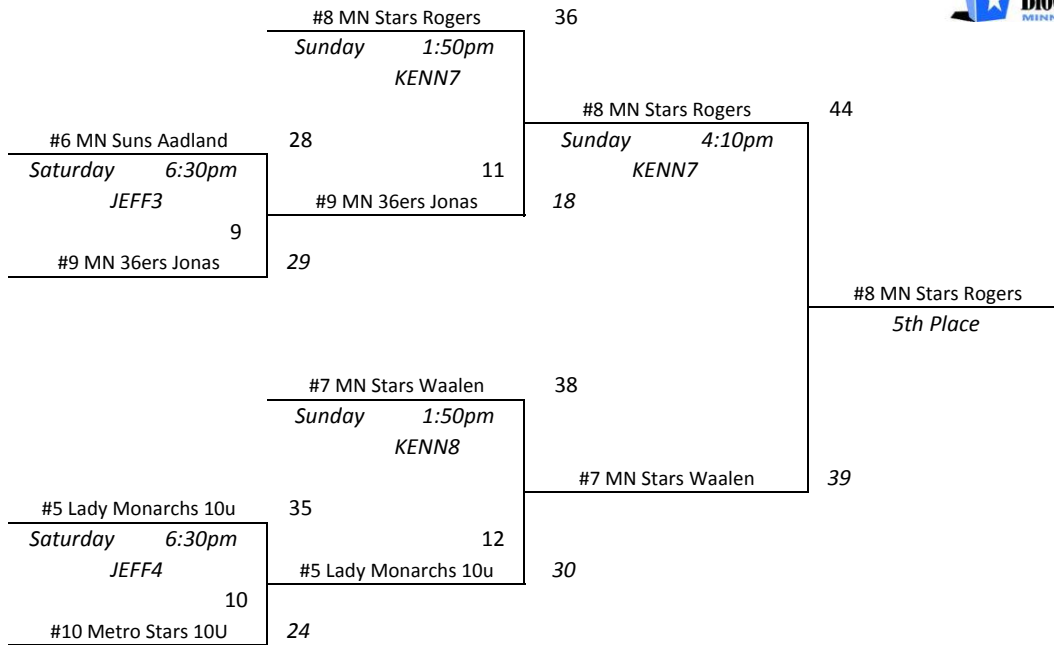 #8 MN Stars Rogers 36
Sunday 1:50pm
KENN7
#8 MN Stars Rogers 44
#6 MN Suns Aadland 28
Sunday 4:10pm
Saturday 6:30pm
11
KENN7
JEFF3
#9 MN 36ers Jonas 18
9
#9 MN 36ers Jonas 29
#8 MN Stars Rogers
5th Place
#7 MN Stars Waalen 38
Sunday 1:50pm
KENN8
#7 MN Stars Waalen 39
#5 Lady Monarchs 10u 35
Saturday 6:30pm
12
JEFF4
#5 Lady Monarchs 10u 30
10
#10 Metro Stars 10U 24